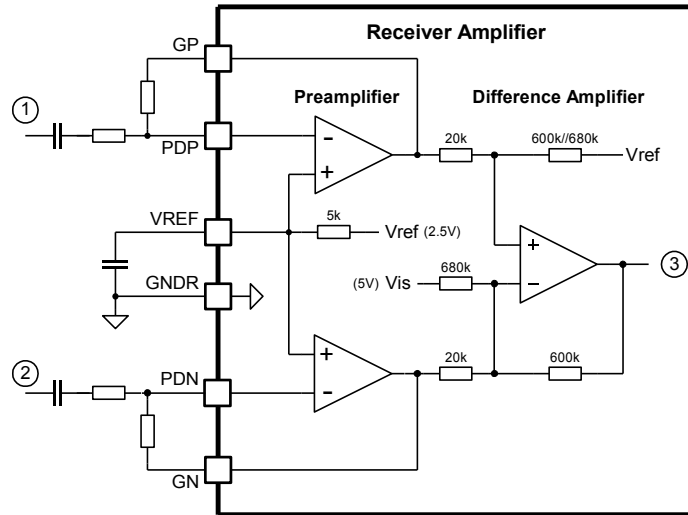 Receiver Amplifier
GP
1
Preamplifier
Difference Amplifier
PDP
20k
600k//680k
Vref
VREF
5k
Vref (2.5V)
3
(5V) Vis
680k
GNDR
2
PDN
20k
600k
GN
-
+
+
-
+
-